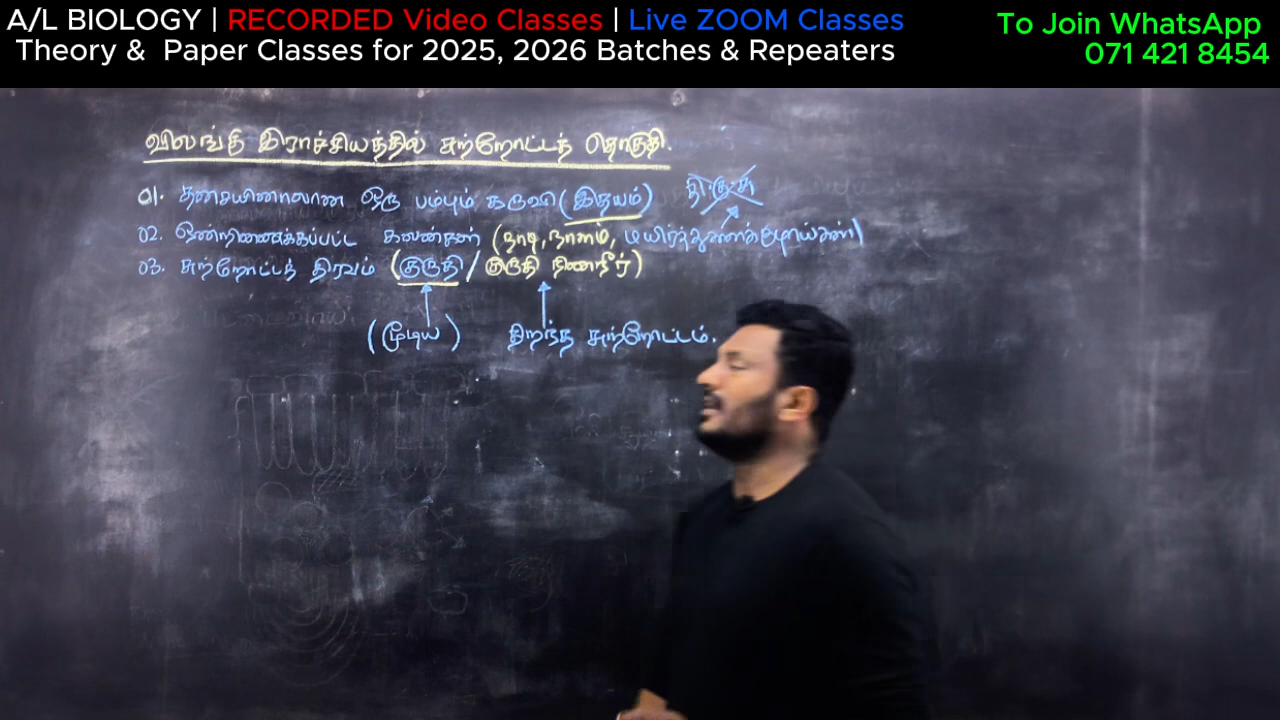 A/L BIOLOGY | RECORDED Video Classes | Live ZOOM Classes
Theory & Paper Classes for 2025, 2026 Batches & Repeaters
To Join WhatsApp
071 421 8454
விலங்கு இராச்சியத்தில் சுற்றோட்டத் தொகுதி.
01. தசையினாலான ஒரு பம்பும் கருவி (இதயம்) தி.கு.சு
02. ஒன்றிணைக்கப்பட்ட கலன்கள் (நாடி, நாளம், மயிர்த்துளைக்குழாய்கள்)
03. சுற்றோட்டத் திரவம் (குருதி / குருதி நிணநீர்)
(மூடிய) திறந்த சுற்றோட்டம்.